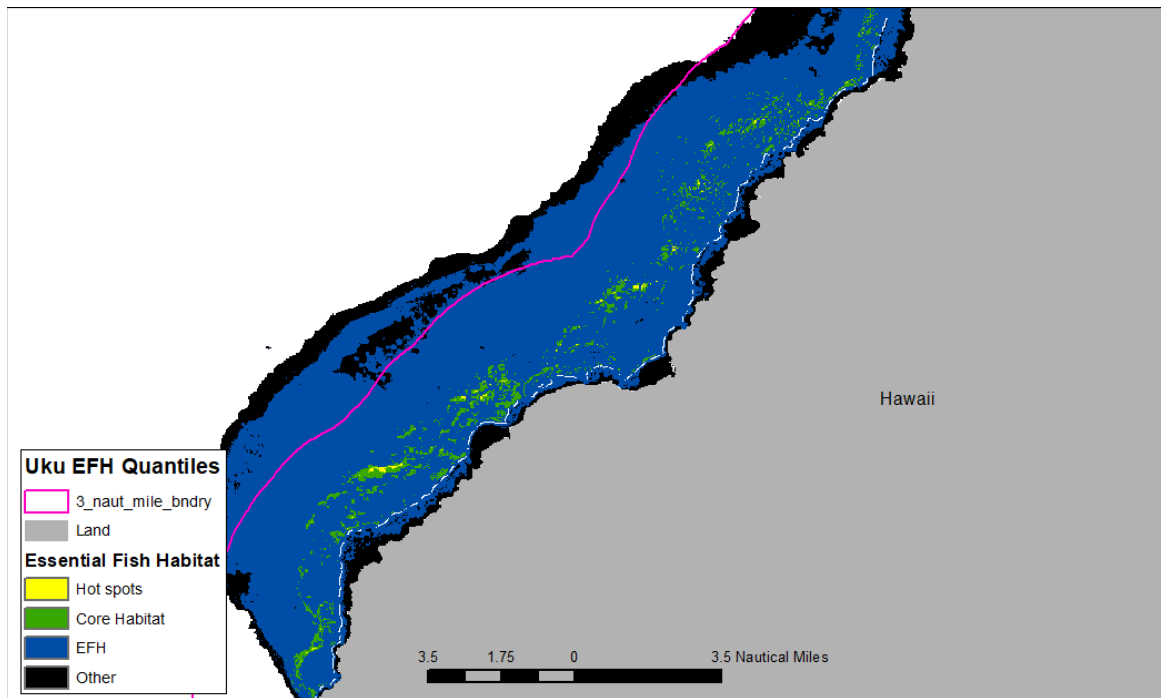 Hawaii
Uku EFH Quantiles
3_naut_mile_bndry
Land
Essential Fish Habitat
Hot spots
Core Habitat
EFH
Other
3.5 1.75 0 3.5 Nautical Miles